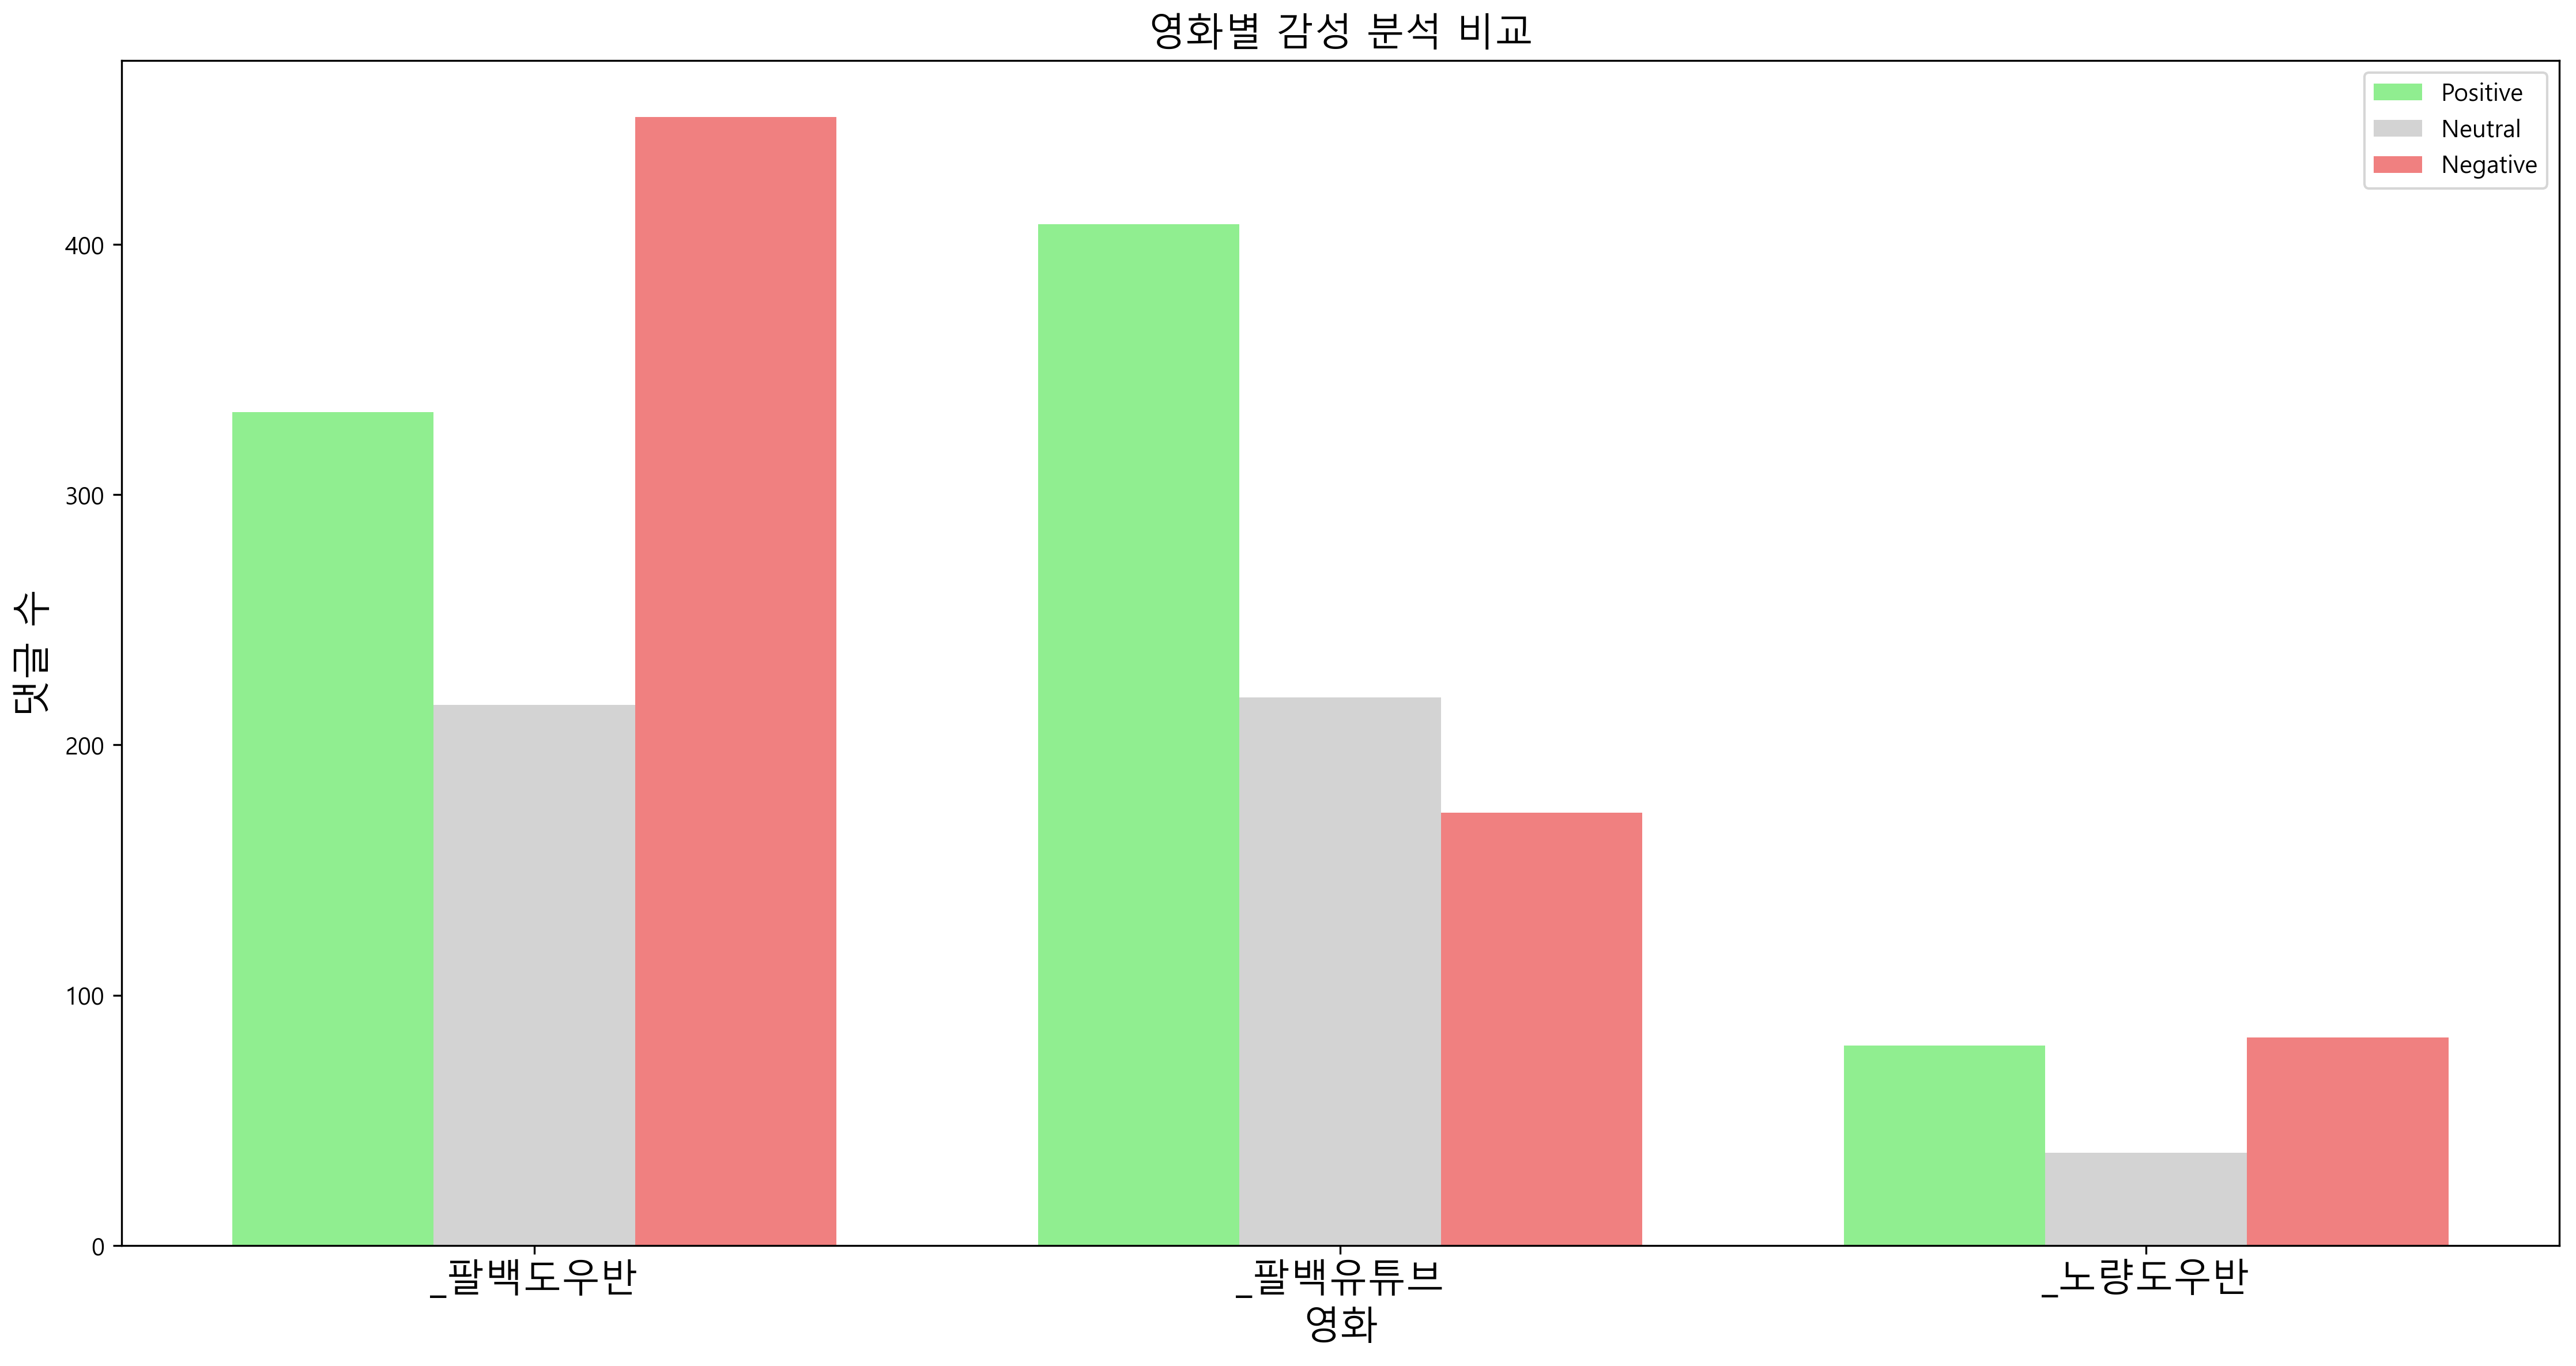 영화별 감성 분석 비교
Positive
Neutral
Negative
댓글 수
400
300
200
100
0
_팔백도우반
_팔백유튜브
_노량도우반
영화